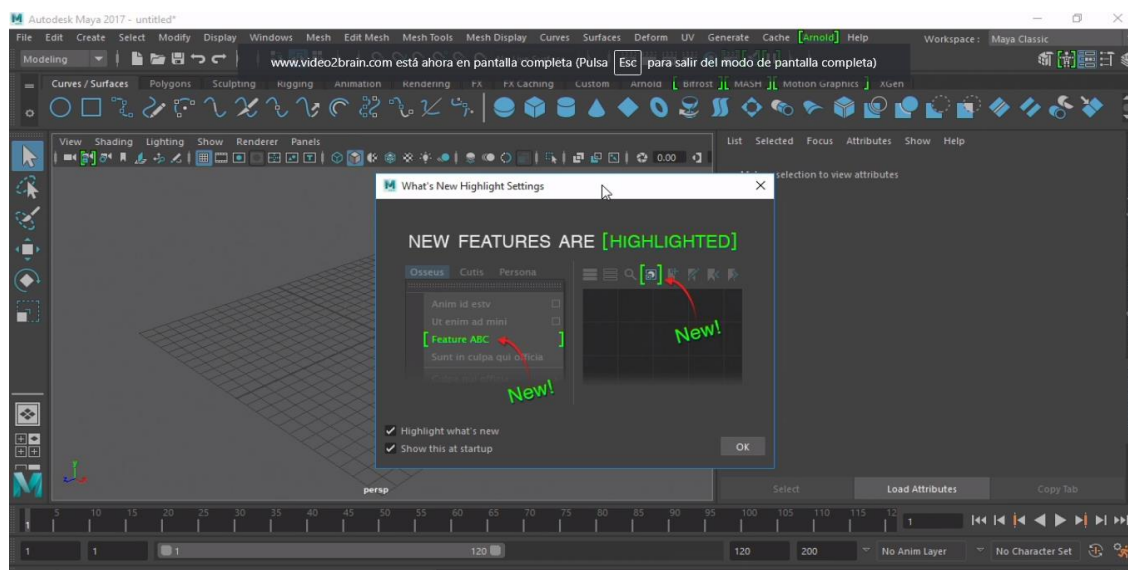 Autodesk Maya 2017 - untitled*
File Edit Create Select Modify Display Windows Mesh Edit Mesh Mesh Tools Mesh Display Curves Surfaces Deform UV Generate Cache [Arnold] Help Workspace: Maya Classic
Modeling
www.video2brain.com está ahora en pantalla completa (Pulsa Esc para salir del modo de pantalla completa)
Curves / Surfaces Polygons Sculpting Rigging Animation Rendering FX FX Caching Custom Arnold [ Bifrost ][ MASH ][ Motion Graphics ] XGen
View Shading Lighting Show Renderer Panels
0.00
List Selected Focus Attributes Show Help
selection to view attributes
What's New Highlight Settings
NEW FEATURES ARE [HIGHLIGHTED]
Osseus Cutis Persona
Anim id estv
Ut enim ad mini
[ Feature ABC ]
Sunt in culpa qui officia
New!
New!
Highlight what's new
Show this at startup
OK
persp
Select Load Attributes Copy Tab
1 5 10 15 20 25 30 35 40 45 50 55 60 65 70 75 80 85 90 95 100 105 110 115 12 1
1 1 1 120 120 200 No Anim Layer No Character Set